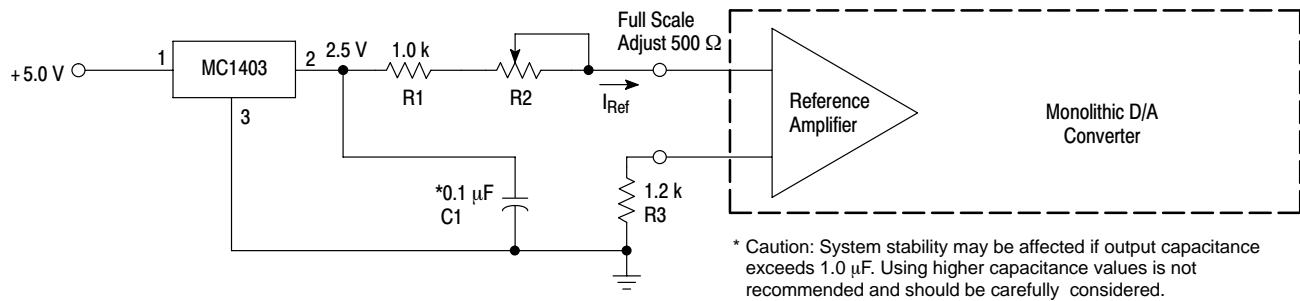 +5.0 V
1
MC1403
2
3
2.5 V
1.0 k
R1
R2
Full Scale
Adjust 500 Ω
IRef
*0.1 µF
C1
1.2 k
R3
Reference
Amplifier
Monolithic D/A
Converter
* Caution: System stability may be affected if output capacitance
exceeds 1.0 µF. Using higher capacitance values is not
recommended and should be carefully considered.